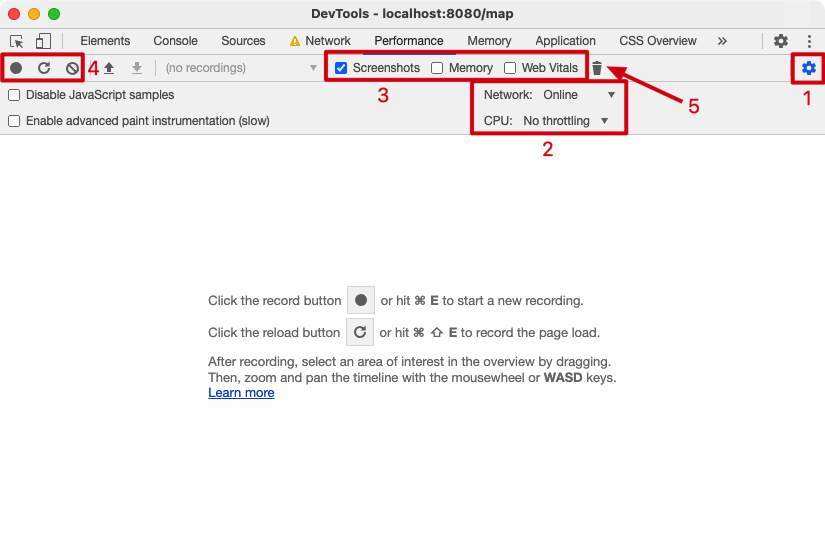 DevTools - localhost:8080/map
Elements Console Sources Network Performance Memory Application CSS Overview »
4 (no recordings) Screenshots Memory Web Vitals
Disable JavaScript samples 3 Network: Online 5 1
Enable advanced paint instrumentation (slow) CPU: No throttling
2
Click the record button or hit ⌘ E to start a new recording.
Click the reload button or hit ⌘ ⇧ E to record the page load.
After recording, select an area of interest in the overview by dragging.
Then, zoom and pan the timeline with the mousewheel or WASD keys.
Learn more